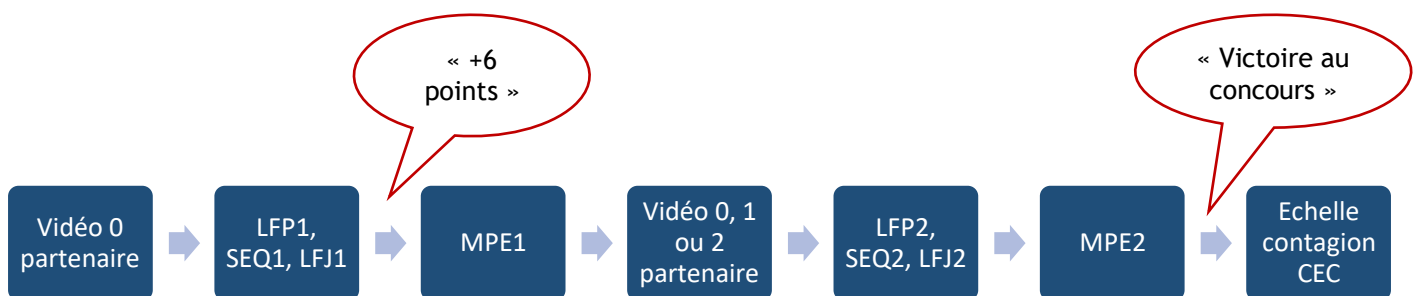 « +6
points »
« Victoire au
concours »
Vidéo 0
partenaire
LFP1,
SEQ1, LFJ1
MPE1
Vidéo 0, 1
ou 2
partenaire
LFP2,
SEQ2, LFJ2
MPE2
Echelle
contagion
CEC